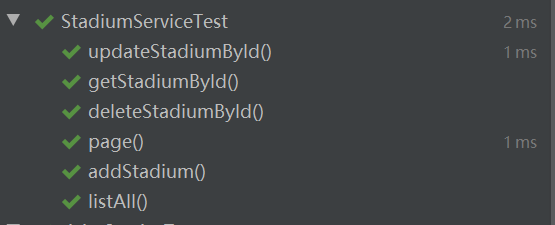 StadiumServiceTest 2 ms
updateStadiumById() 1 ms
getStadiumById()
deleteStadiumById()
page() 1 ms
addStadium()
listAll()